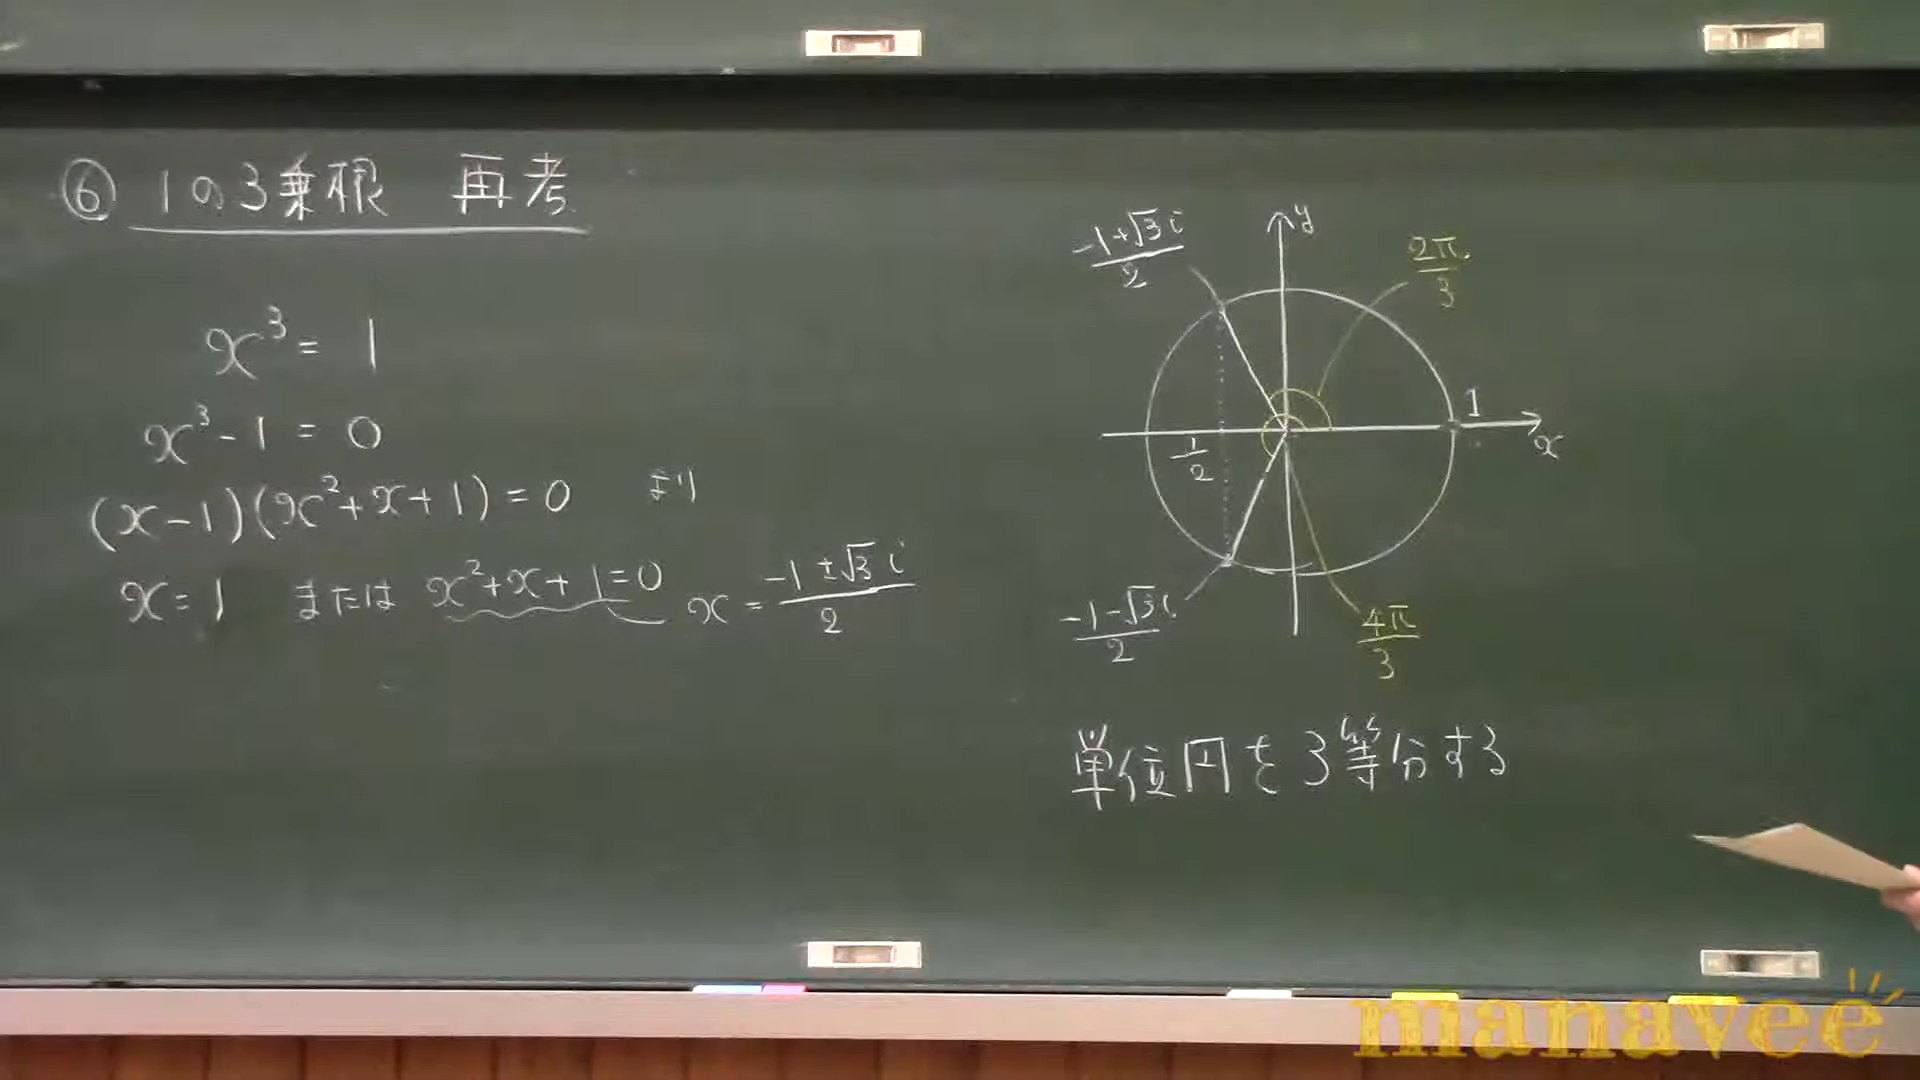 ⑥ 1の3乗根 再考
x³ = 1
x³ - 1 = 0
(x-1)(x²+x+1) = 0 より
x = 1 または x²+x+1=0 x = (-1±√3 i)/2
(-1+√3 i)/2
y
2π/3
1
x
1/2
(-1-√3 i)/2
4π/3
単位円を3等分する
manavee